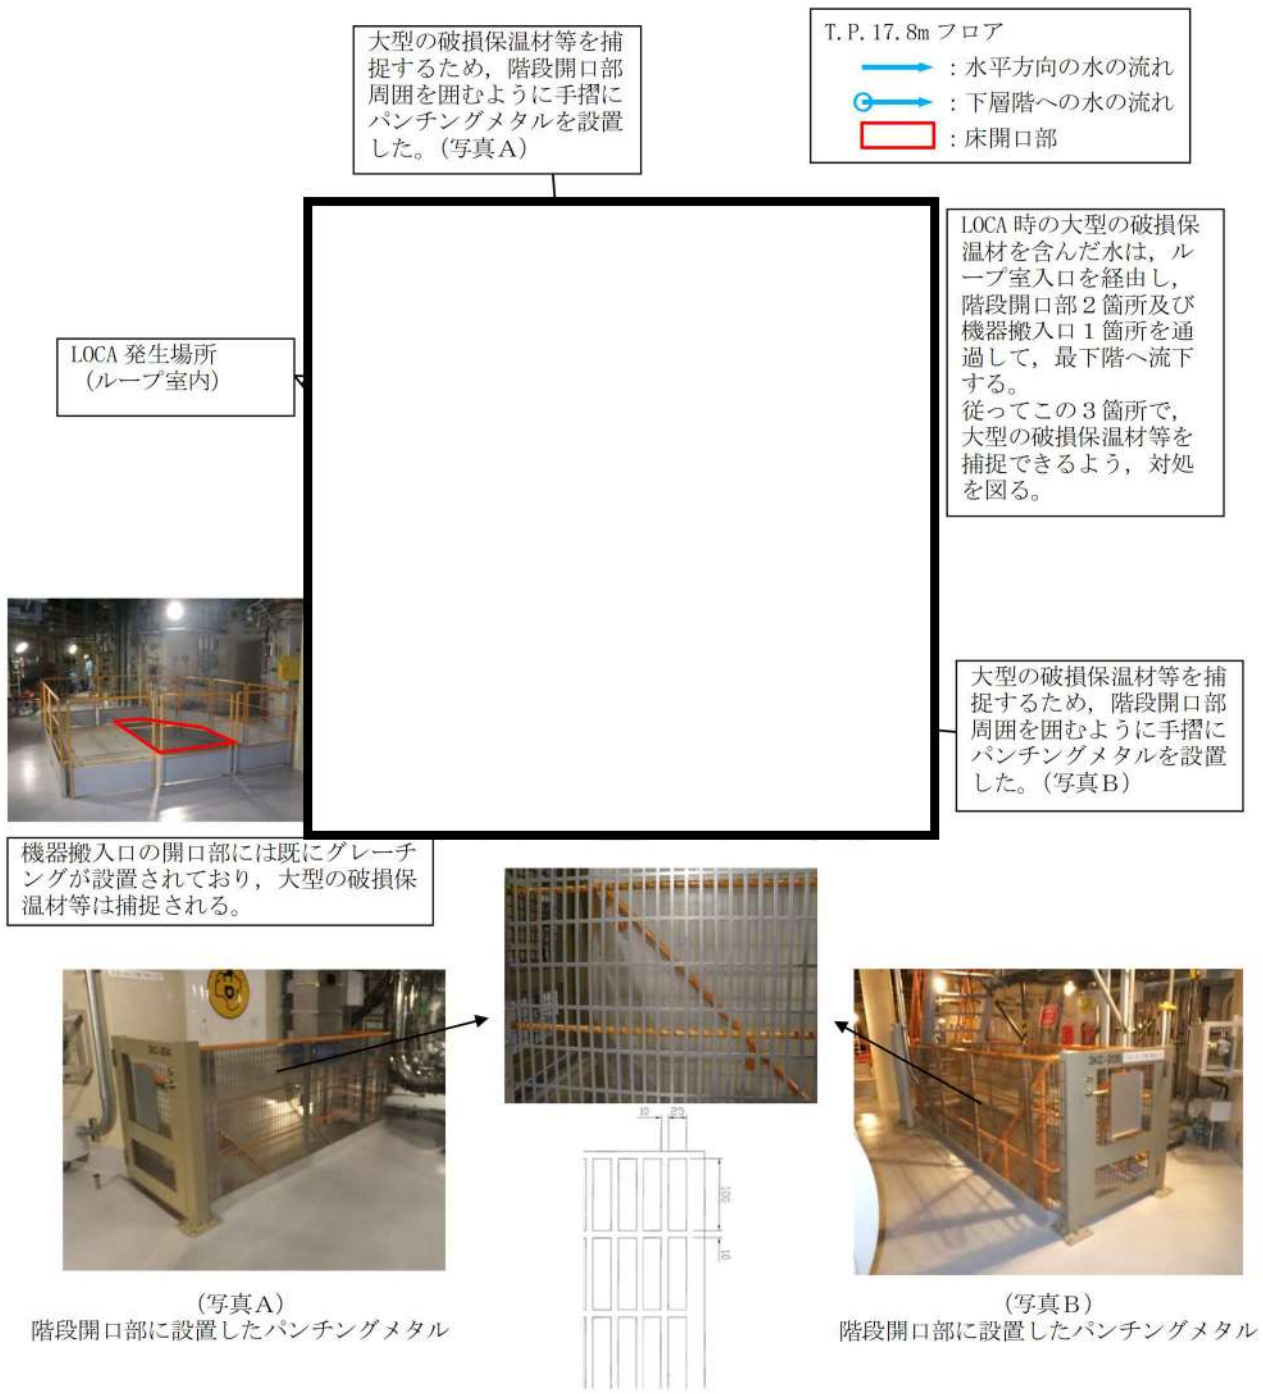 大型の破損保温材等を捕
捉するため，階段開口部
周囲を囲むように手摺に
パンチングメタルを設置
した。（写真Ａ）
T.P.17.8m フロア
：水平方向の水の流れ
：下層階への水の流れ
：床開口部
LOCA 時の大型の破損保
温材を含んだ水は，ル
ープ室入口を経由し，
階段開口部２箇所及び
機器搬入口１箇所を通
過して，最下階へ流下
する。
従ってこの３箇所で，
大型の破損保温材等を
捕捉できるよう，対処
を図る。
LOCA 発生場所
（ループ室内）
大型の破損保温材等を捕
捉するため，階段開口部
周囲を囲むように手摺に
パンチングメタルを設置
した。（写真Ｂ）
機器搬入口の開口部には既にグレーチ
ングが設置されており，大型の破損保
温材等は捕捉される。
10
25
100
10
（写真Ａ）
階段開口部に設置したパンチングメタル
（写真Ｂ）
階段開口部に設置したパンチングメタル